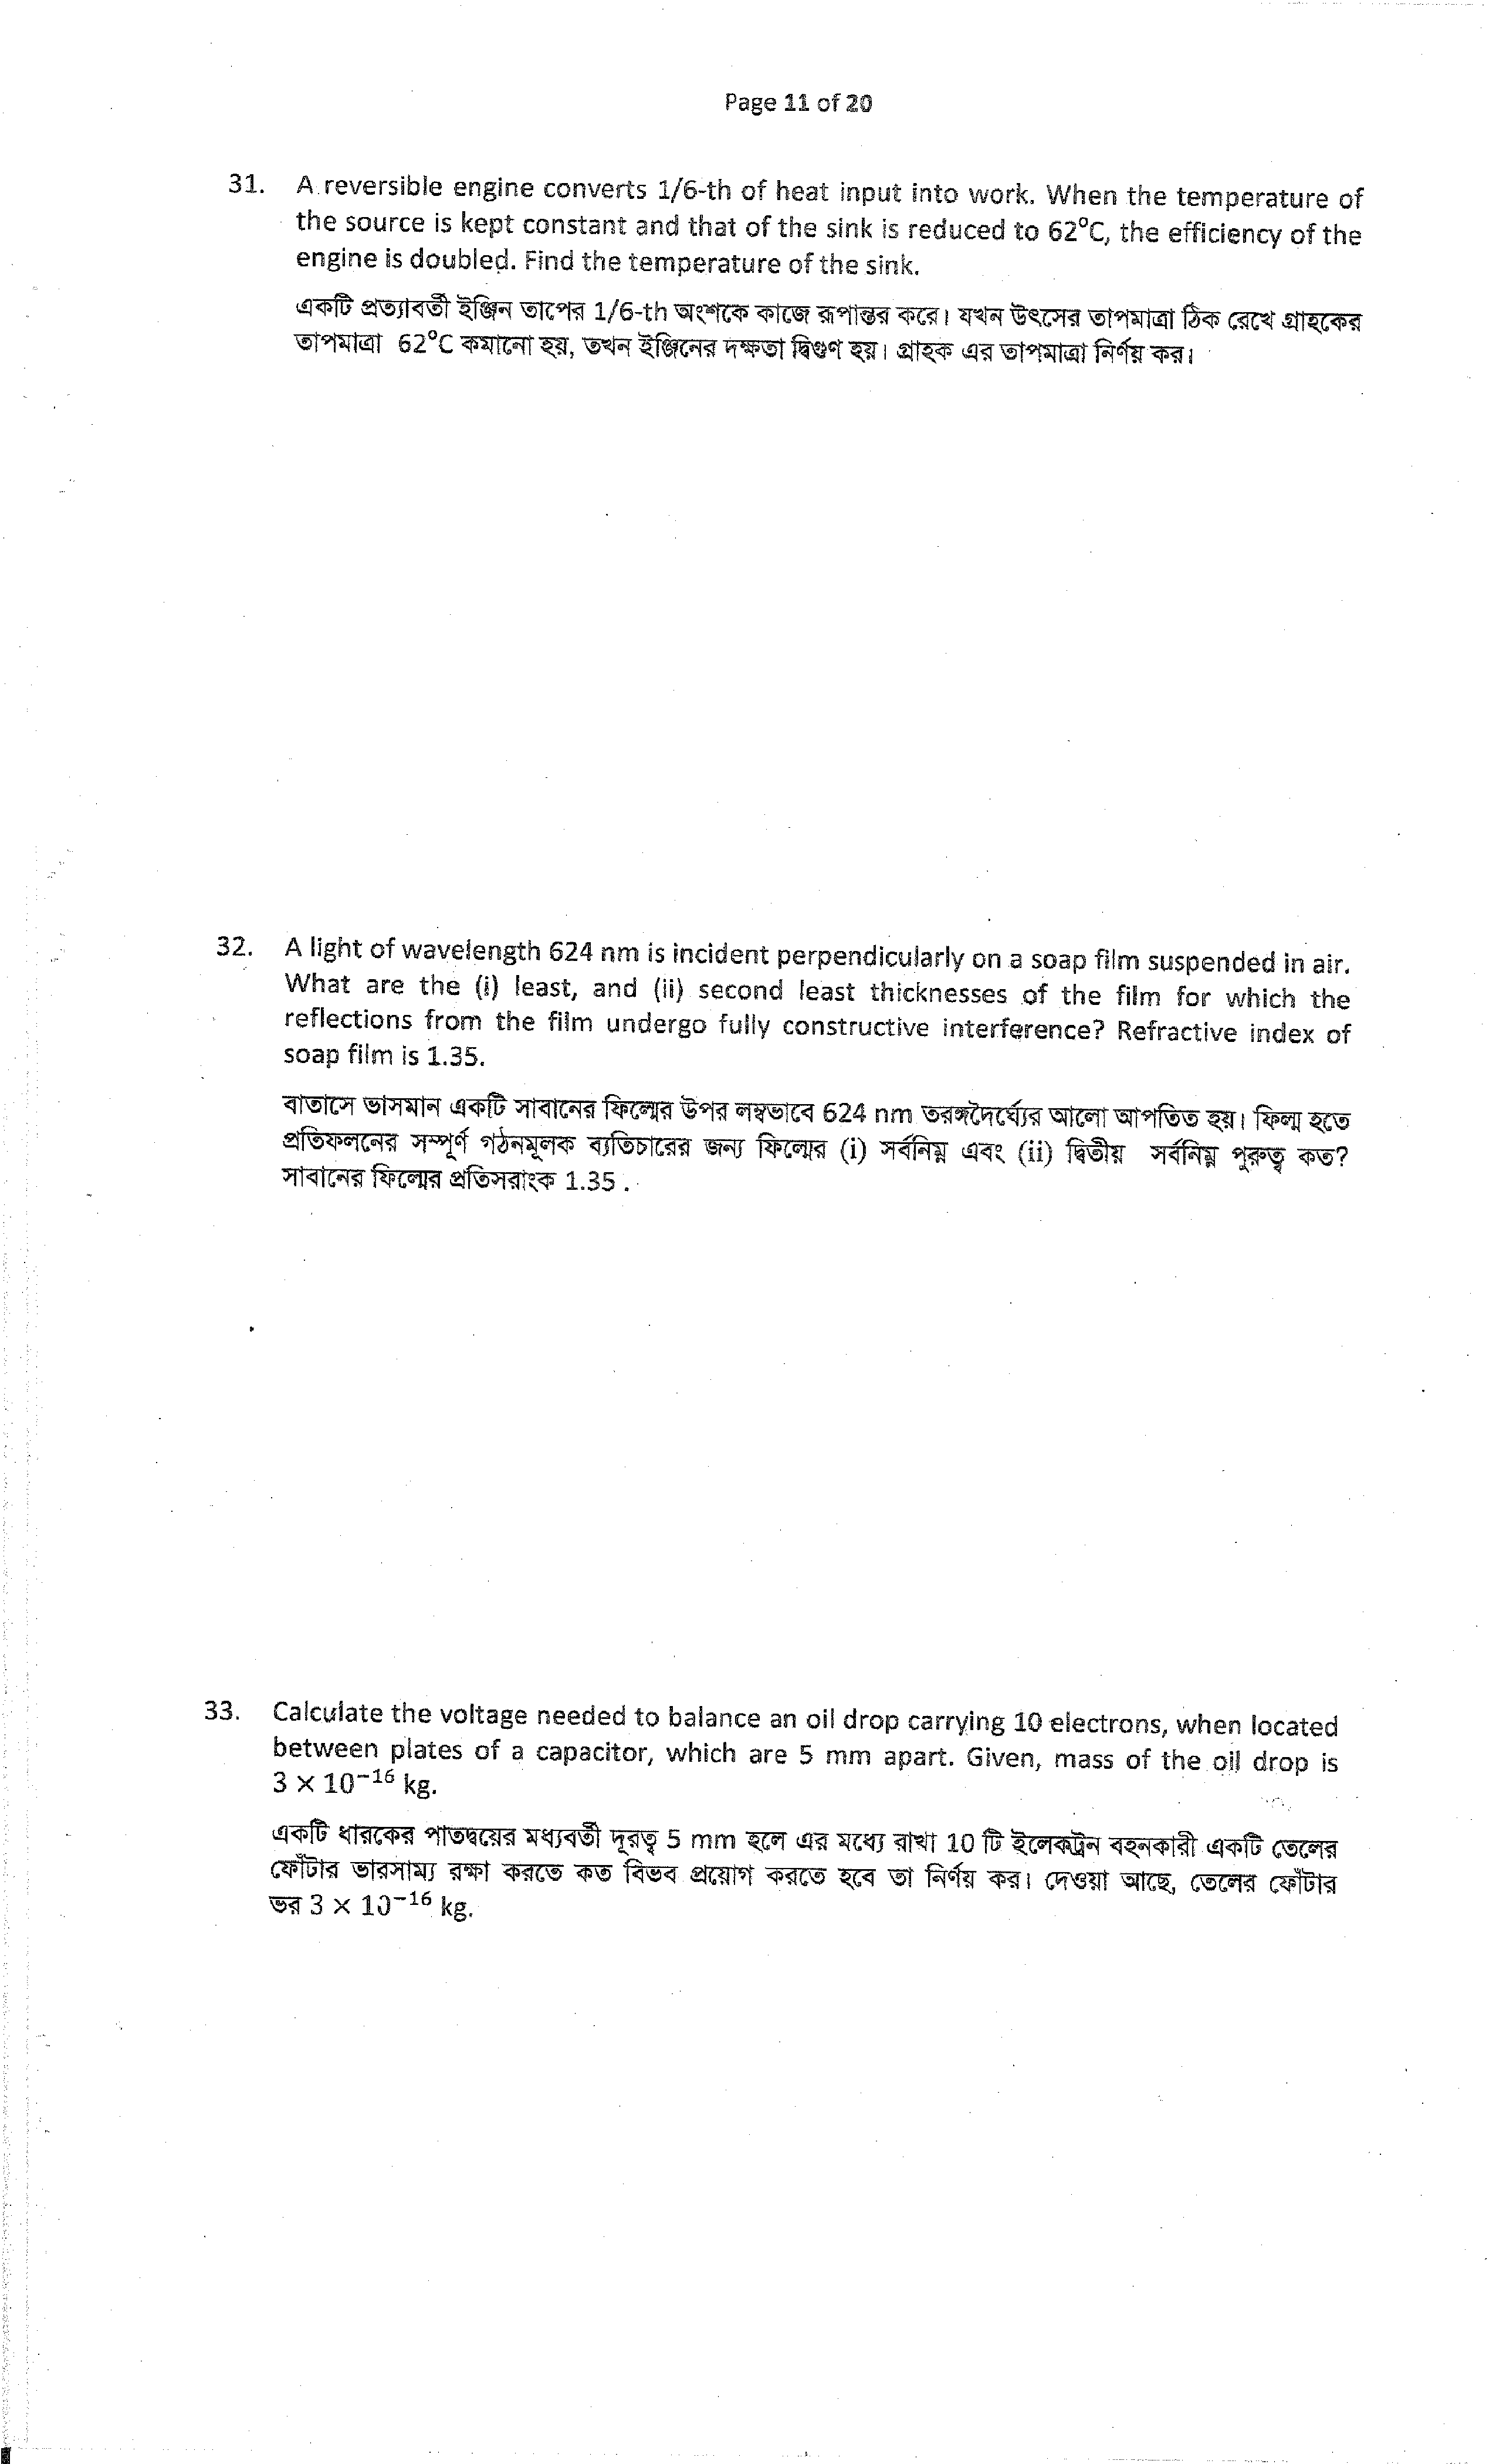 Page 11 of 20
31. A reversible engine converts 1/6-th of heat input into work. When the temperature of
the source is kept constant and that of the sink is reduced to 62°C, the efficiency of the
engine is doubled. Find the temperature of the sink.
একটি প্রত্যাবর্তী ইঞ্জিন তাপের 1/6-th অংশকে কাজে রূপান্তর করে। যখন উৎসের তাপমাত্রা ঠিক রেখে গ্রাহকের
তাপমাত্রা 62°C কমানো হয়, তখন ইঞ্জিনের দক্ষতা দ্বিগুণ হয়। গ্রাহক এর তাপমাত্রা নির্ণয় কর।
32. A light of wavelength 624 nm is incident perpendicularly on a soap film suspended in air.
What are the (i) least, and (ii) second least thicknesses of the film for which the
reflections from the film undergo fully constructive interference? Refractive index of
soap film is 1.35.
বাতাসে ভাসমান একটি সাবানের ফিল্মের উপর লম্বভাবে 624 nm তরঙ্গদৈর্ঘ্যের আলো আপতিত হয়। ফিল্ম হতে
প্রতিফলনের সম্পূর্ণ গঠনমূলক ব্যতিচারের জন্য ফিল্মের (i) সর্বনিম্ন এবং (ii) দ্বিতীয় সর্বনিম্ন পুরুত্ব কত?
সাবানের ফিল্মের প্রতিসরাংক 1.35 .
33. Calculate the voltage needed to balance an oil drop carrying 10 electrons, when located
between plates of a capacitor, which are 5 mm apart. Given, mass of the oil drop is
3 × 10⁻¹⁶ kg.
একটি ধারকের পাতদ্বয়ের মধ্যবর্তী দূরত্ব 5 mm হলে এর মধ্যে রাখা 10 টি ইলেকট্রন বহনকারী একটি তেলের
ফোঁটার ভারসাম্য রক্ষা করতে কত বিভব প্রয়োগ করতে হবে তা নির্ণয় কর। দেওয়া আছে, তেলের ফোঁটার
ভর 3 × 10⁻¹⁶ kg.